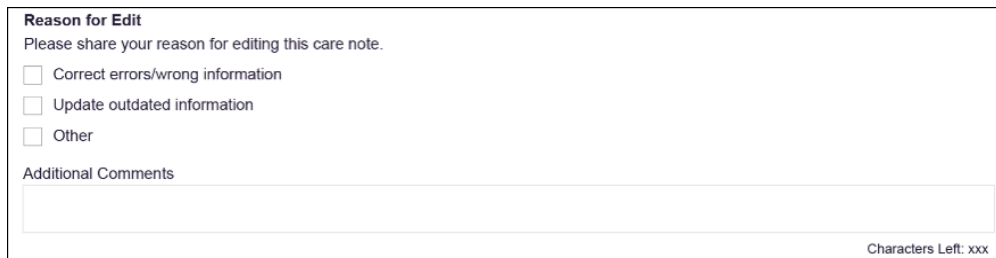 Reason for Edit
Please share your reason for editing this care note.
Correct errors/wrong information
Update outdated information
Other
Additional Comments
Characters Left: xxx